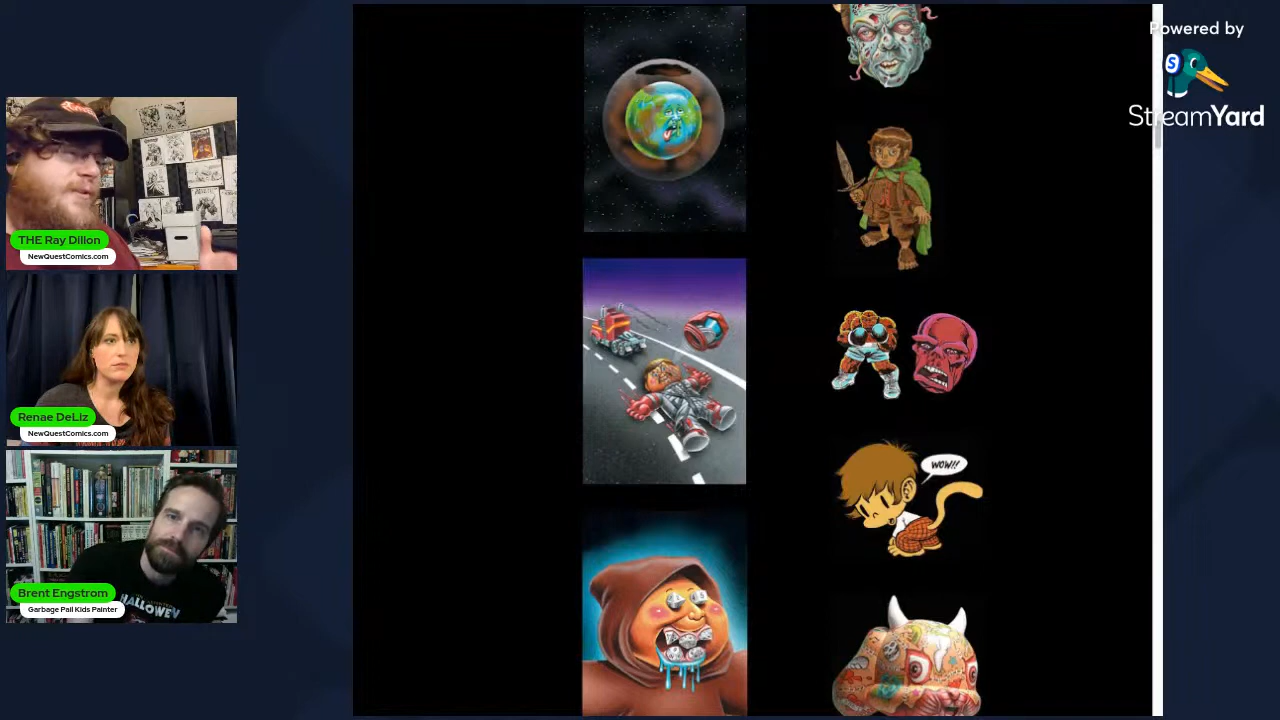 Powered by
S
StreamYard
THE Ray Dillon
NewQuestComics.com
Renae DeLiz
NewQuestComics.com
HALLOWEV
Brent Engstrom
Garbage Pail Kids Painter
WOW!!